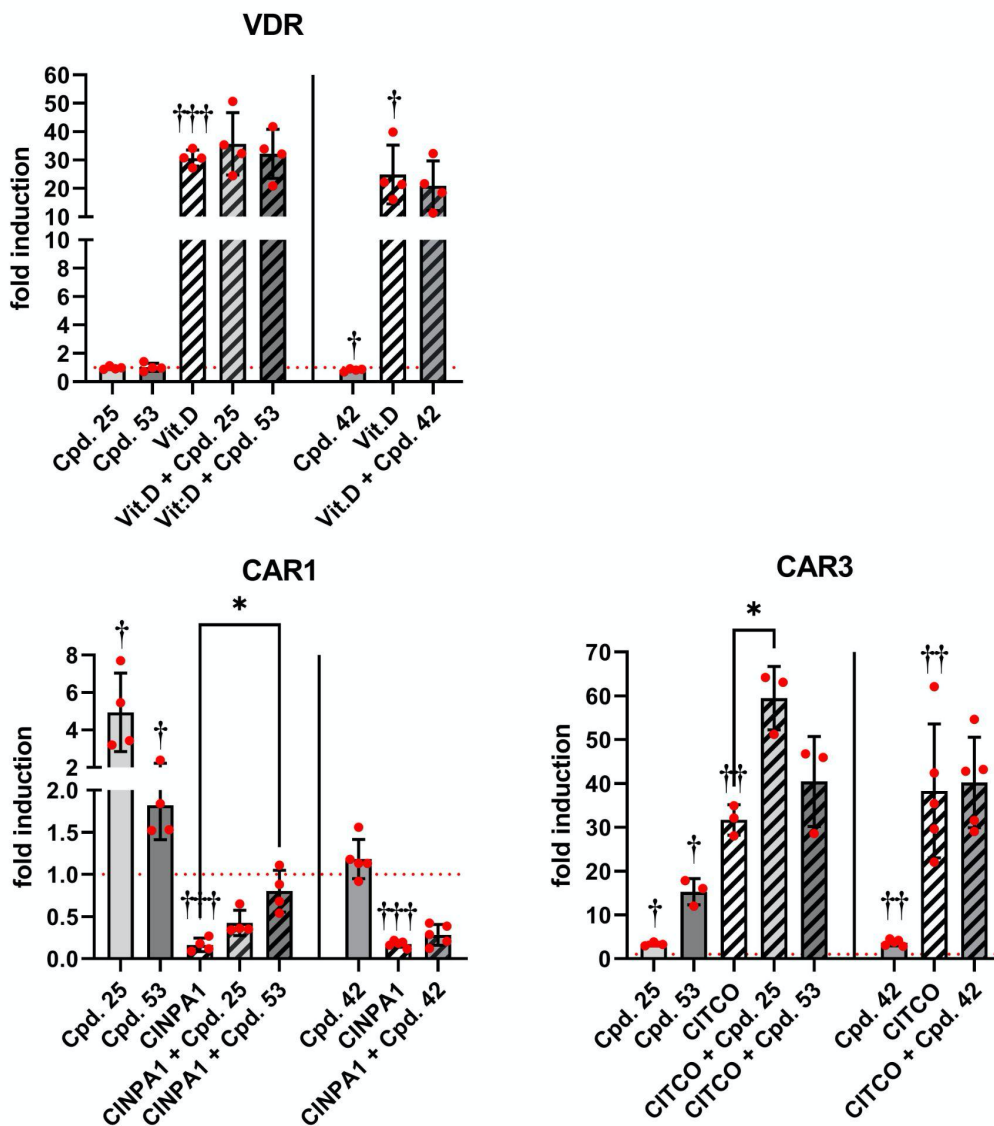 VDR
fold induction
60
50
40
30
20
10
10
8
6
4
2
0
†††
†
†
Cpd. 25
Cpd. 53
Vit.D
Vit.D + Cpd. 25
Vit:D + Cpd. 53
Cpd. 42
Vit.D
Vit.D + Cpd. 42
CAR1
fold induction
8
6
4
2
2.0
1.5
1.0
0.5
0.0
†
†
†††
*
†††
Cpd. 25
Cpd. 53
CINPA1
CINPA1 + Cpd. 25
CINPA1 + Cpd. 53
Cpd. 42
CINPA1
CINPA1 + Cpd. 42
CAR3
fold induction
70
60
50
40
30
20
10
0
†
†
††
*
††
††
Cpd. 25
Cpd. 53
CITCO
CITCO + Cpd. 25
CITCO + Cpd. 53
Cpd. 42
CITCO
CITCO + Cpd. 42